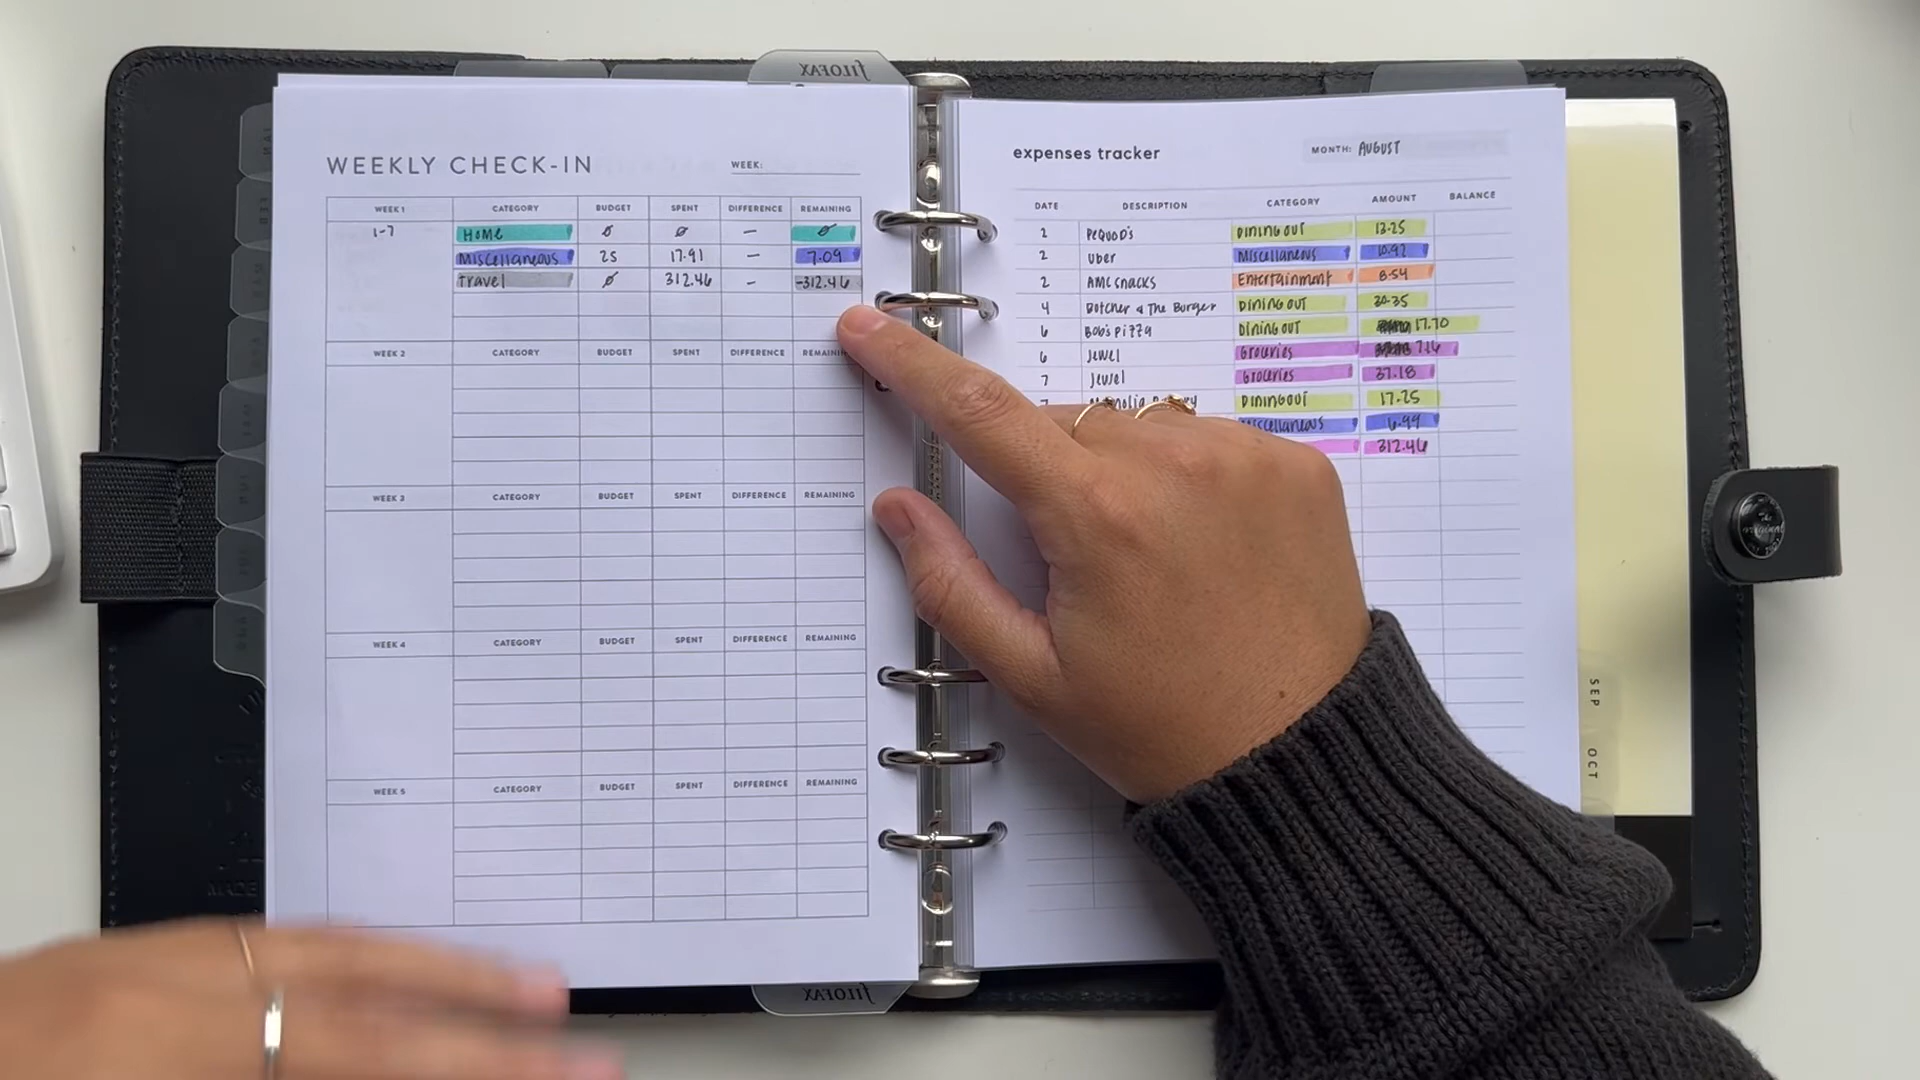 FILOFAX
WEEKLY CHECK-IN WEEK:
WEEK 1 CATEGORY BUDGET SPENT DIFFERENCE REMAINING
1-7 HOME ∅ ∅ — ∅
Miscellaneous 25 17.91 — 7.09
Travel ∅ 312.46 — -312.46
WEEK 2 CATEGORY BUDGET SPENT DIFFERENCE REMAININ
WEEK 3 CATEGORY BUDGET SPENT DIFFERENCE REMAINING
WEEK 4 CATEGORY BUDGET SPENT DIFFERENCE REMAINING
WEEK 5 CATEGORY BUDGET SPENT DIFFERENCE REMAINING
FILOFAX
expenses tracker MONTH: AUGUST
DATE DESCRIPTION CATEGORY AMOUNT BALANCE
2 PEQUOD'S DINING OUT 13.25
2 Uber Miscellaneous 10.92
2 AMC snacks Entertainment 8.54
4 Butcher & The Burger DINING OUT 30.35
6 Bob's Pizza DINING OUT 17.70
6 Jewel Groceries 7.16
7 Jewel Groceries 37.18
7 DINING OUT 17.25
6.99
312.46
SEP
OCT